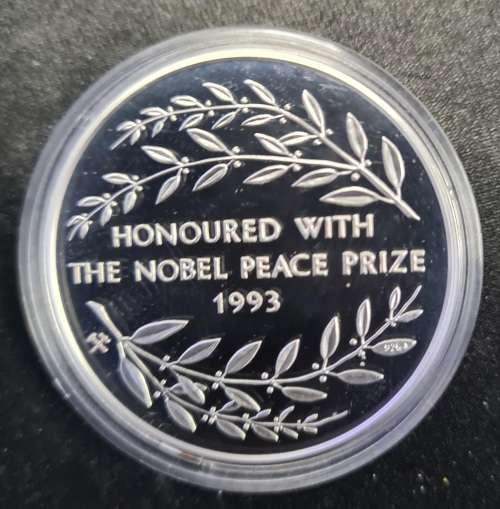 HONOURED WITH
THE NOBEL PEACE PRIZE
1993